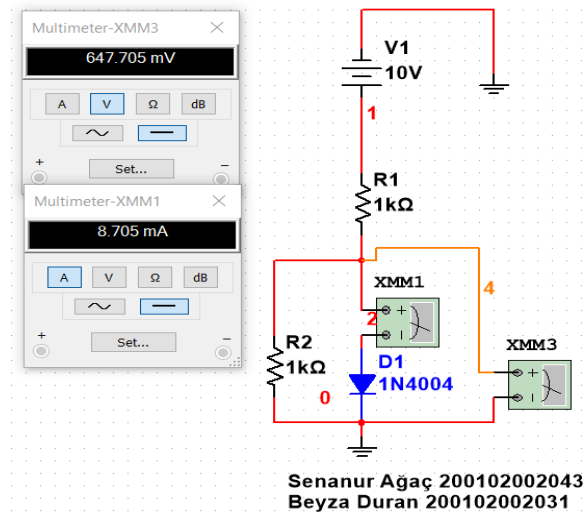 Multimeter-XMM3
647.705 mV
A V Ω dB
+ Set... −
Multimeter-XMM1
8.705 mA
A V Ω dB
+ Set... −
V1
10V
1
R1
1kΩ
XMM1
4
2
+
−
R2
1kΩ
D1
1N4004
0
XMM3
+
−
Senanur Ağaç 200102002043
Beyza Duran 200102002031